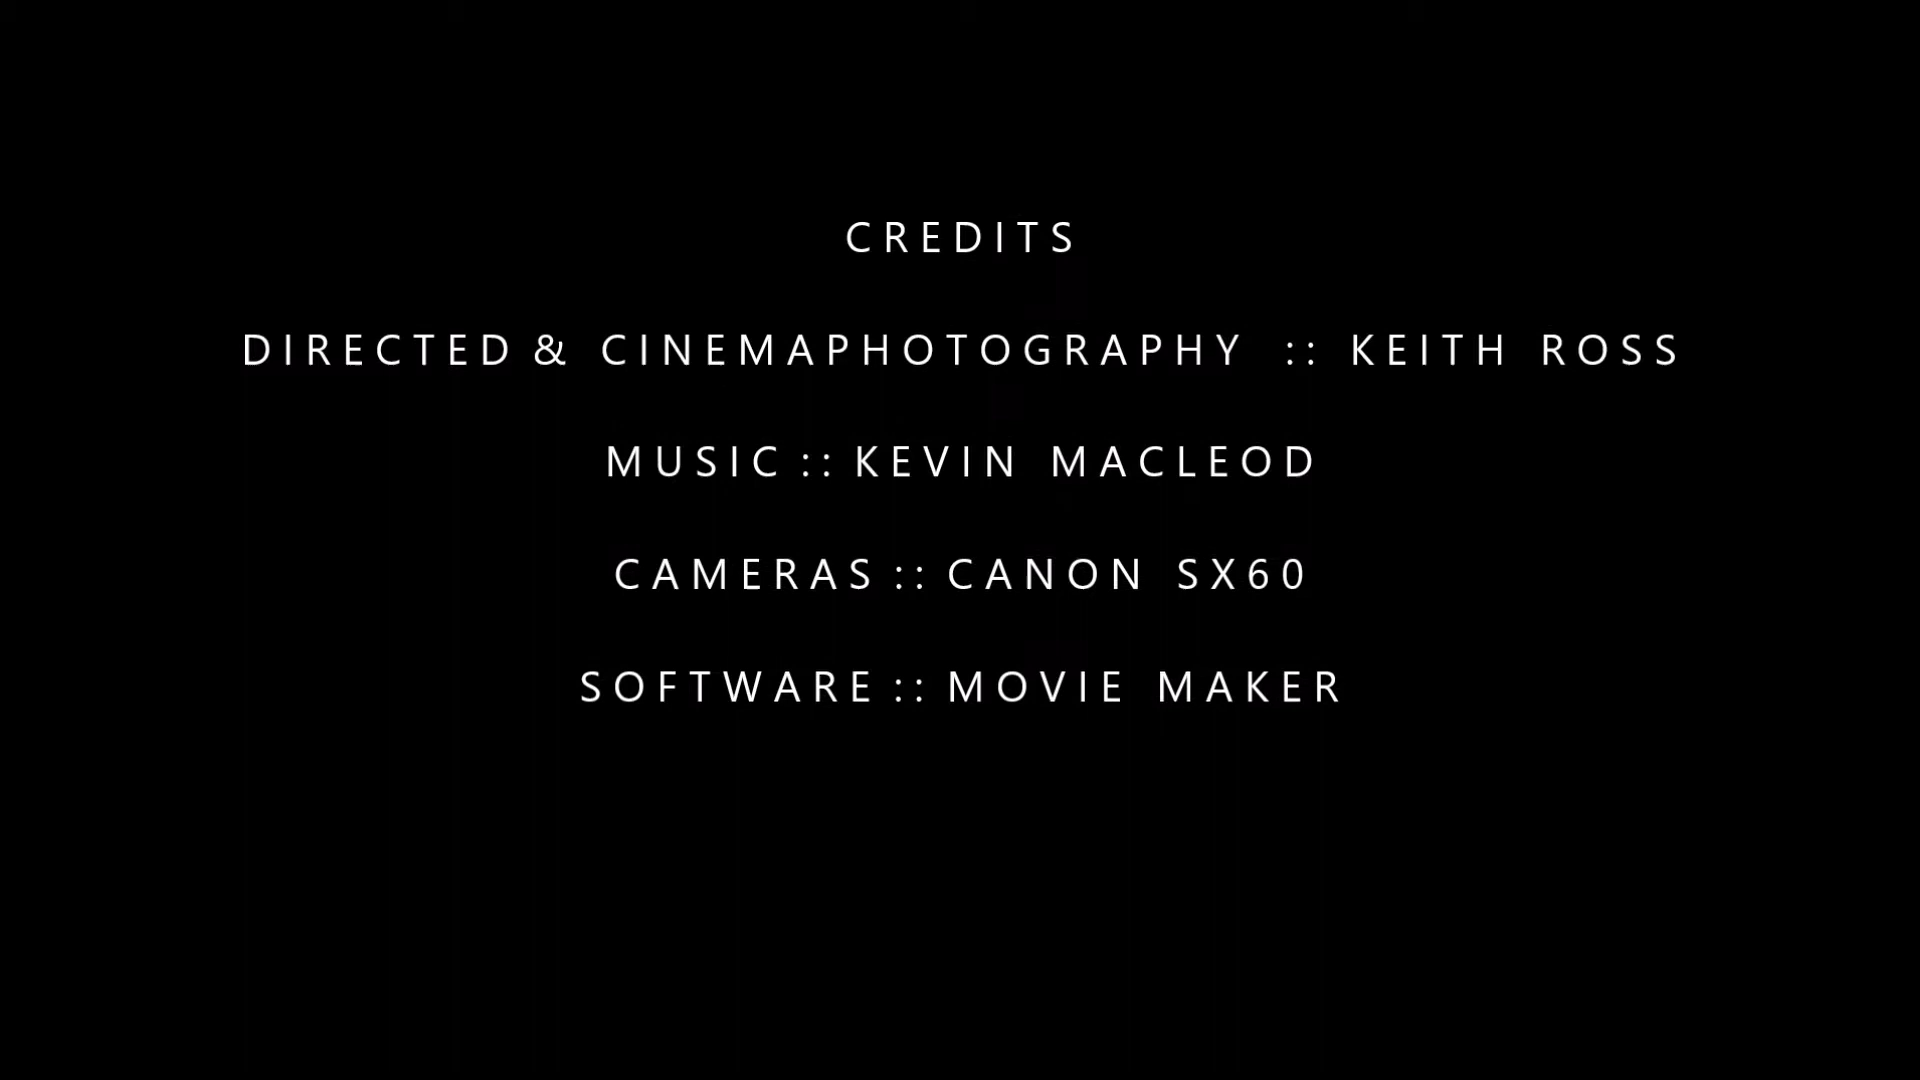 CREDITS
DIRECTED & CINEMAPHOTOGRAPHY :: KEITH ROSS
MUSIC :: KEVIN MACLEOD
CAMERAS :: CANON SX60
SOFTWARE :: MOVIE MAKER